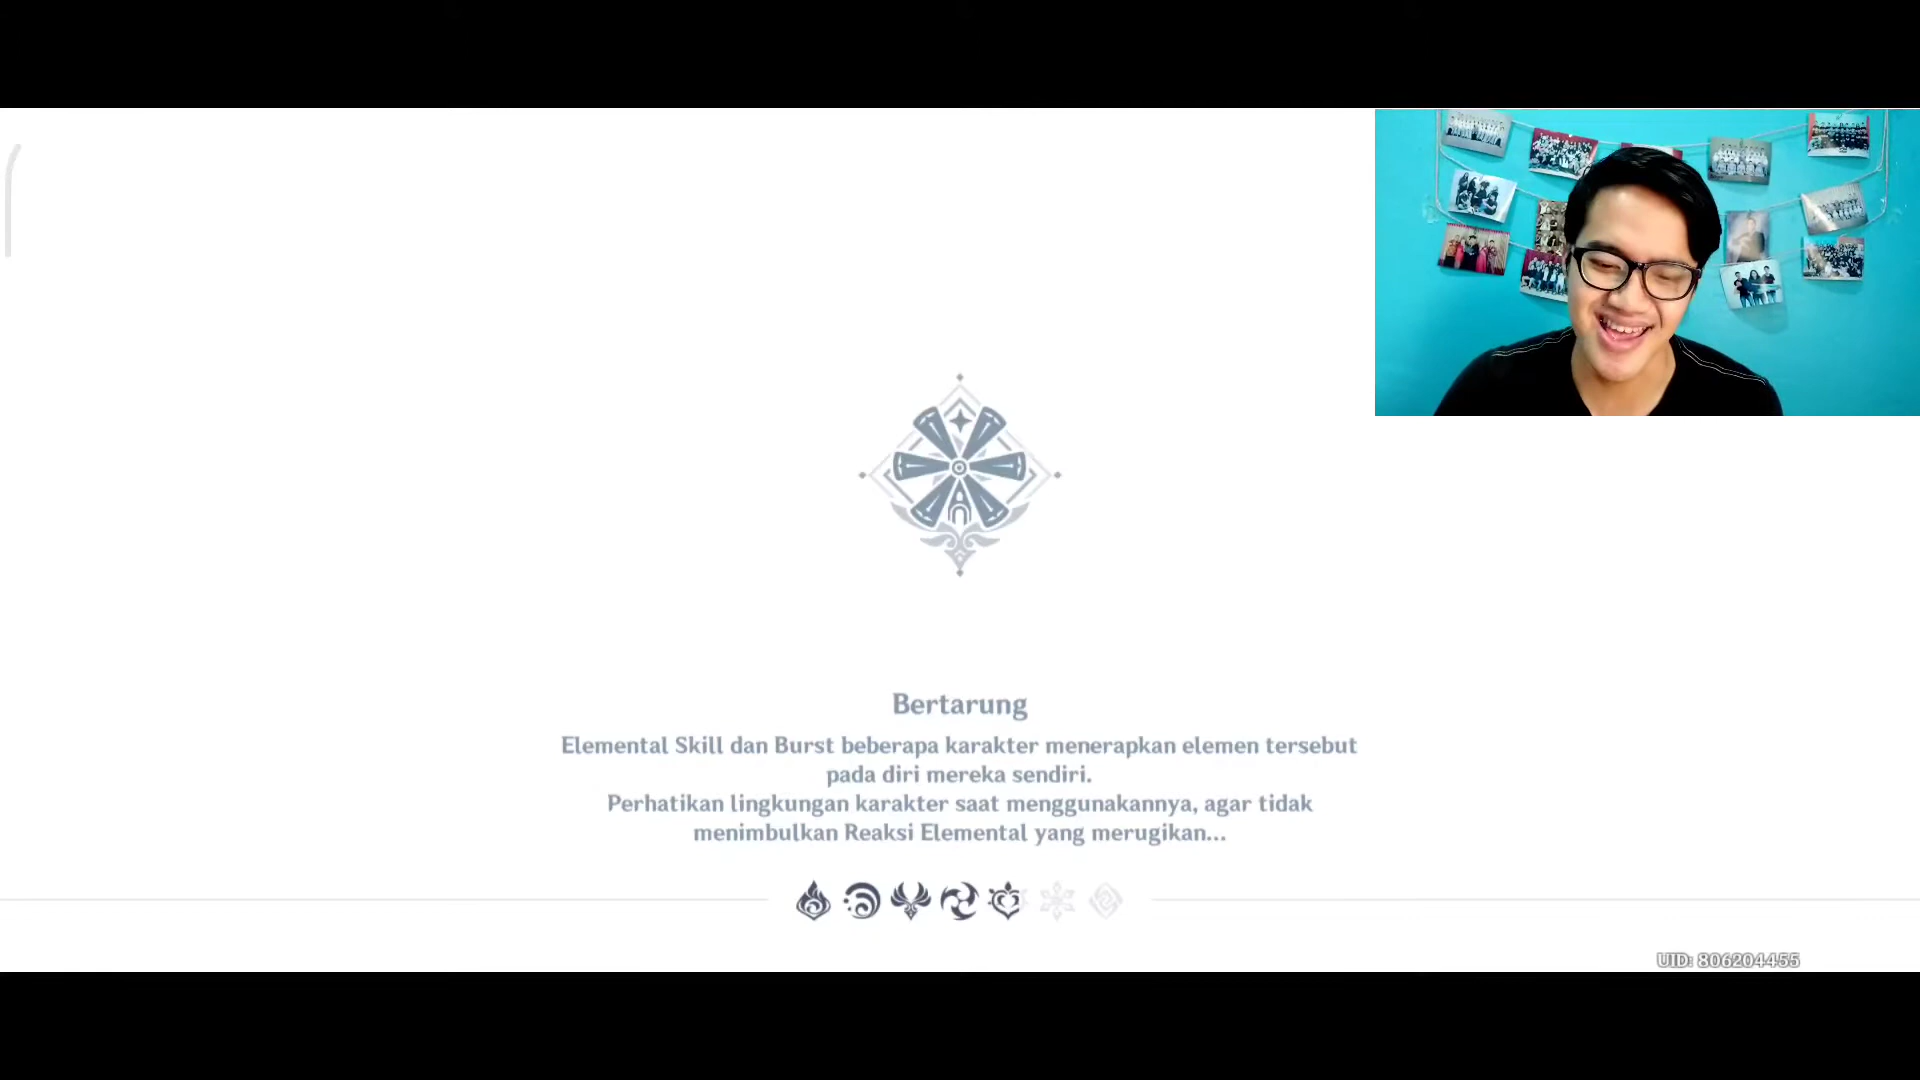 Bertarung
Elemental Skill dan Burst beberapa karakter menerapkan elemen tersebut
pada diri mereka sendiri.
Perhatikan lingkungan karakter saat menggunakannya, agar tidak
menimbulkan Reaksi Elemental yang merugikan...
UID: 806204455